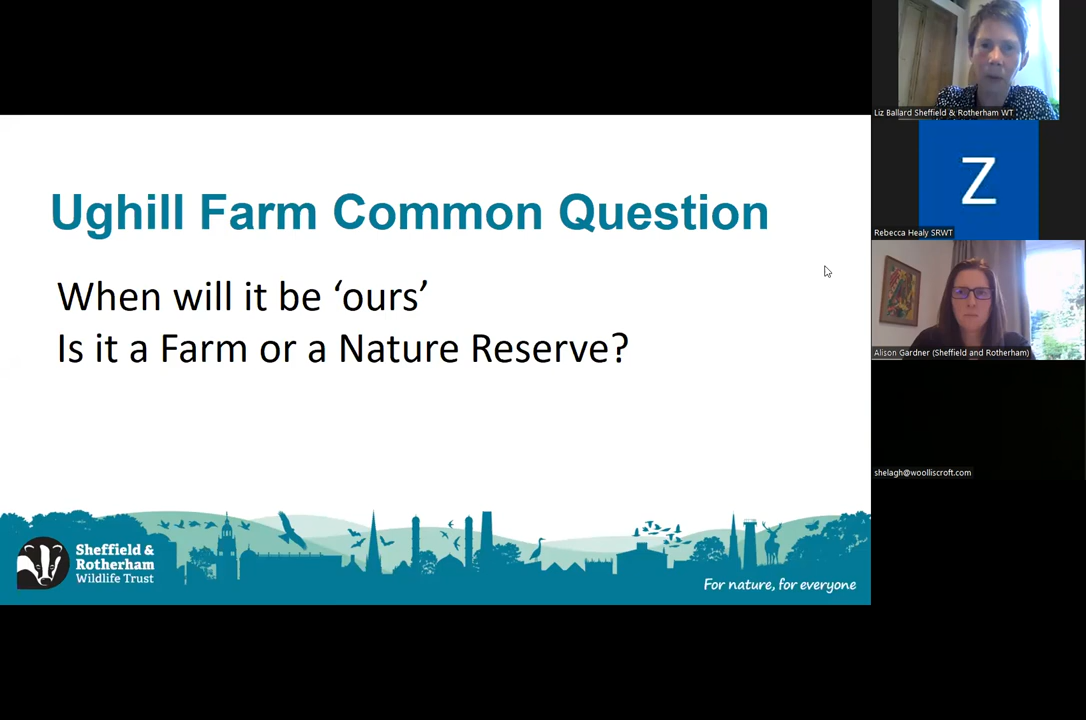 Ughill Farm Common Question
When will it be ‘ours’
Is it a Farm or a Nature Reserve?
Sheffield &
Rotherham
Wildlife Trust
For nature, for everyone
Liz Ballard Sheffield & Rotherham WT
Z
Rebecca Healy SRWT
Alison Gardner (Sheffield and Rotherham)
shelagh@woolliscroft.com